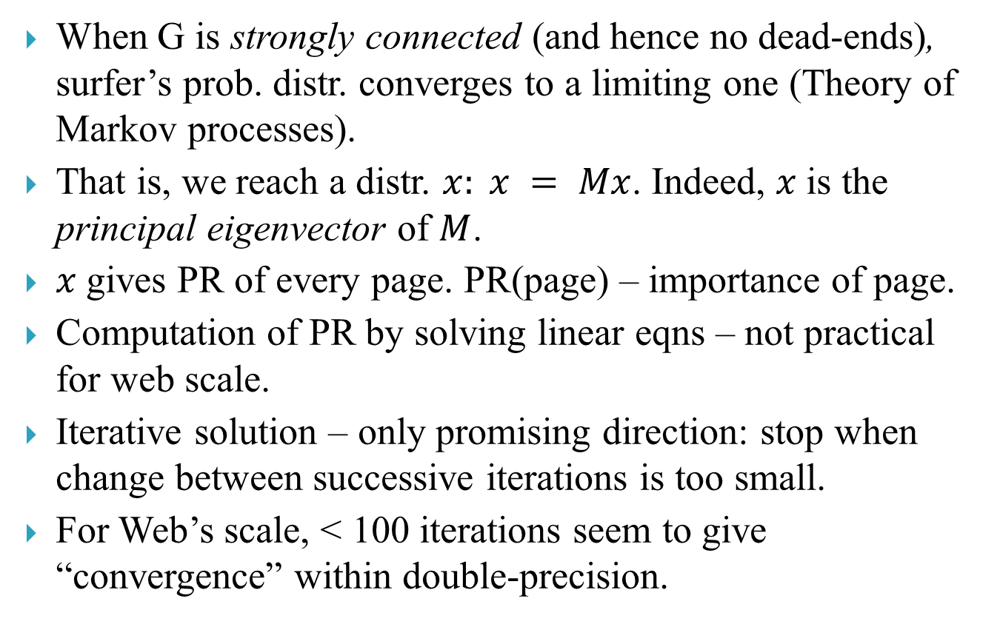 When G is strongly connected (and hence no dead-ends),
surfer’s prob. distr. converges to a limiting one (Theory of
Markov processes).
That is, we reach a distr. x: x = Mx. Indeed, x is the
principal eigenvector of M.
x gives PR of every page. PR(page) – importance of page.
Computation of PR by solving linear eqns – not practical
for web scale.
Iterative solution – only promising direction: stop when
change between successive iterations is too small.
For Web’s scale, < 100 iterations seem to give
“convergence” within double-precision.